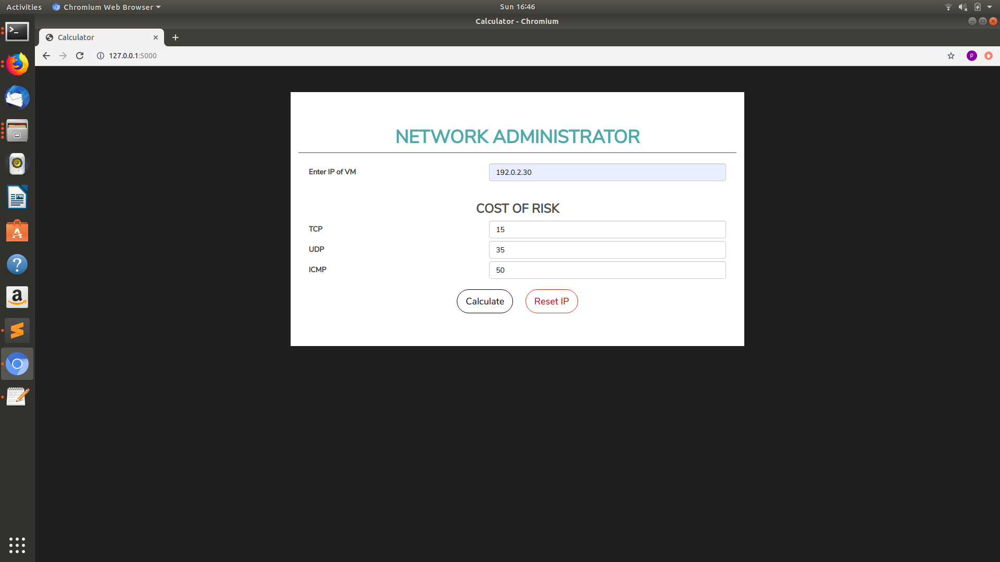 Activities Chromium Web Browser Sun 16:46
Calculator - Chromium
Calculator
127.0.0.1:5000 p
NETWORK ADMINISTRATOR
Enter IP of VM 192.0.2.30
COST OF RISK
TCP 15
UDP 35
ICMP 50
Calculate Reset IP